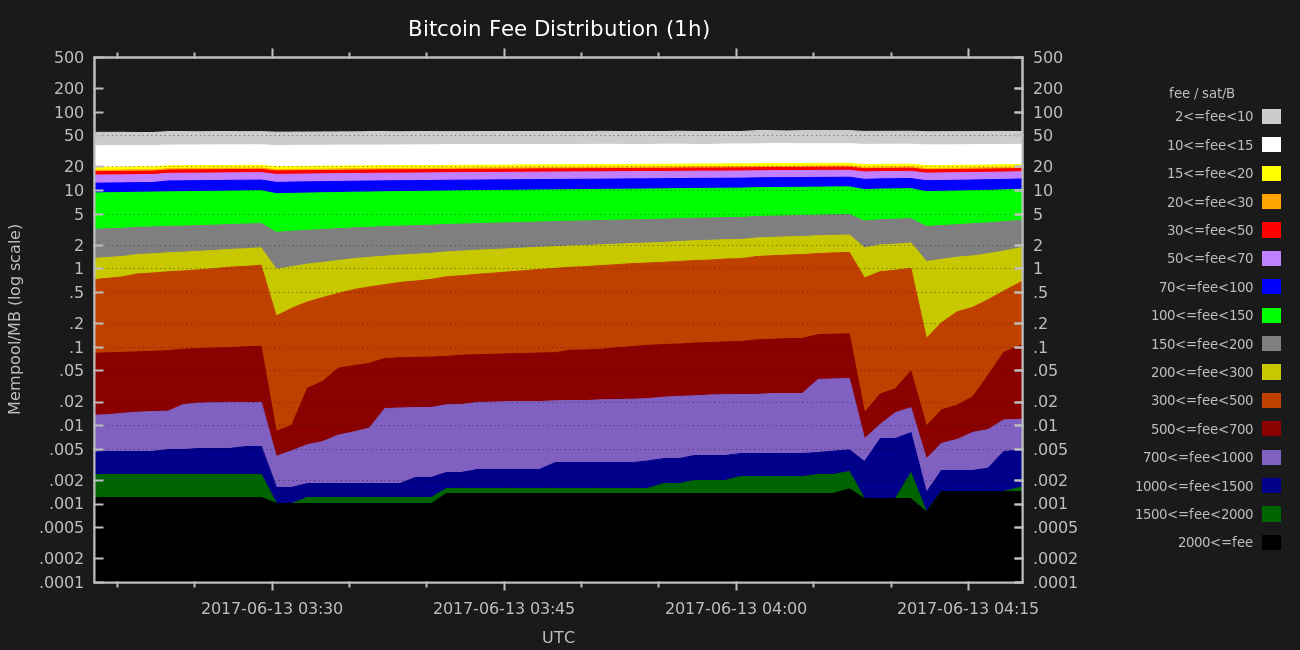 Bitcoin Fee Distribution (1h)
500
200
100
50
20
10
5
2
1
.5
.2
.1
.05
.02
.01
.005
.002
.001
.0005
.0002
.0001
Mempool/MB (log scale)
500
200
100
50
20
10
5
2
1
.5
.2
.1
.05
.02
.01
.005
.002
.001
.0005
.0002
.0001
2017-06-13 03:30
2017-06-13 03:45
2017-06-13 04:00
2017-06-13 04:15
UTC
fee / sat/B
2<=fee<10
10<=fee<15
15<=fee<20
20<=fee<30
30<=fee<50
50<=fee<70
70<=fee<100
100<=fee<150
150<=fee<200
200<=fee<300
300<=fee<500
500<=fee<700
700<=fee<1000
1000<=fee<1500
1500<=fee<2000
2000<=fee